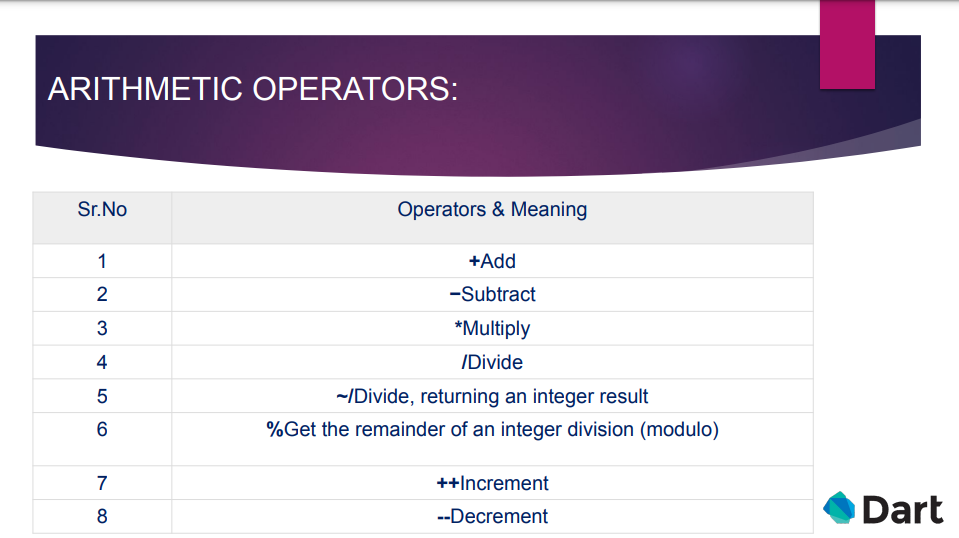 ARITHMETIC OPERATORS:
Sr.No Operators & Meaning
1 +Add
2 −Subtract
3 *Multiply
4 /Divide
5 ~/Divide, returning an integer result
6 %Get the remainder of an integer division (modulo)
7 ++Increment
8 --Decrement
Dart